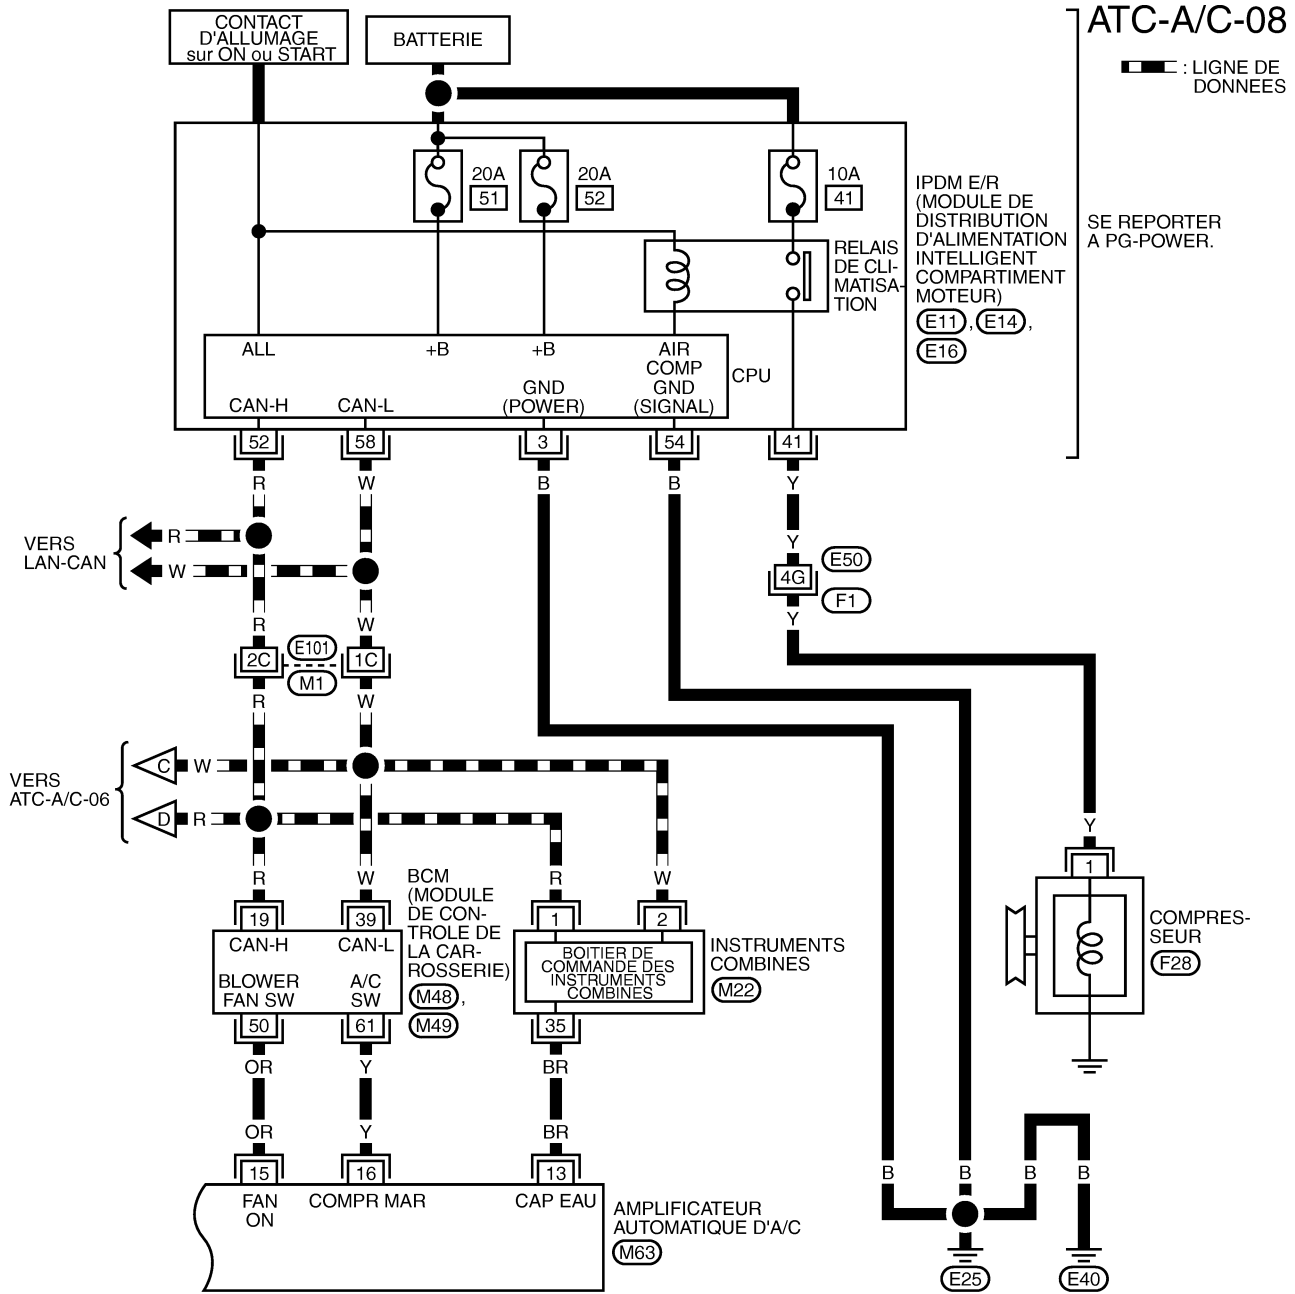 ATC-A/C-08
CONTACT
D'ALLUMAGE
sur ON ou START
BATTERIE
: LIGNE DE
DONNEES
20A
51
20A
52
10A
41
IPDM E/R
(MODULE DE
DISTRIBUTION
D'ALIMENTATION
INTELLIGENT
COMPARTIMENT
MOTEUR)
E11 , E14 ,
E16
SE REPORTER
A PG-POWER.
RELAIS
DE CLI-
MATISA-
TION
ALL
+B
+B
AIR
COMP
GND
(SIGNAL)
CPU
CAN-H
CAN-L
GND
(POWER)
52
58
3
54
41
R
W
B
B
Y
VERS
LAN-CAN
R
W
Y
E50
4G
F1
Y
R
W
2C
E101
M1
1C
R
W
VERS
ATC-A/C-06
C
W
D
R
Y
1
R
W
R
W
BCM
(MODULE
DE CON-
TROLE DE
LA CAR-
ROSSERIE)
M48 ,
M49
19
39
1
2
CAN-H
CAN-L
BLOWER
FAN SW
A/C
SW
BOITIER DE
COMMANDE DES
INSTRUMENTS
COMBINES
INSTRUMENTS
COMBINES
M22
COMPRES-
SEUR
F28
50
61
35
OR
Y
BR
OR
Y
BR
15
16
13
FAN
ON
COMPR MAR
CAP EAU
AMPLIFICATEUR
AUTOMATIQUE D'A/C
M63
B
B
B
B
E25
E40